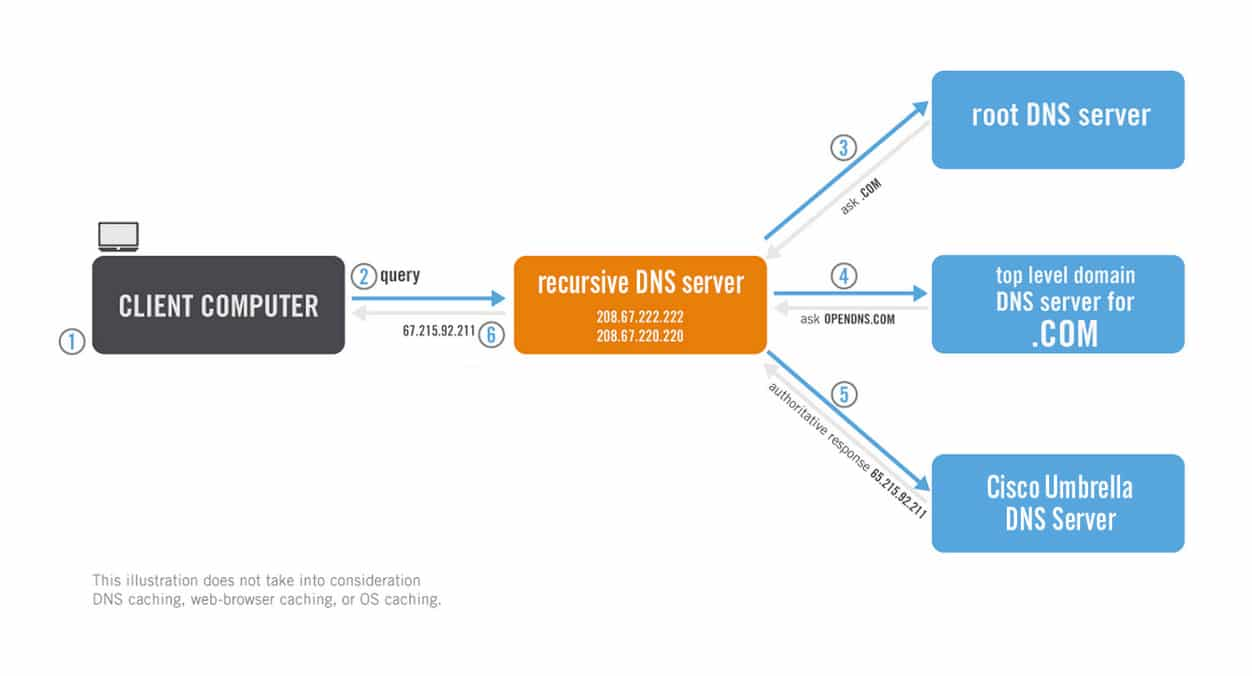 1
CLIENT COMPUTER
2 query
67.215.92.211 6
recursive DNS server
208.67.222.222
208.67.220.220
3
ask .COM
root DNS server
4
ask OPENDNS.COM
top level domain
DNS server for
.COM
5
authoritative response 65.215.92.211
Cisco Umbrella
DNS Server
This illustration does not take into consideration
DNS caching, web-browser caching, or OS caching.